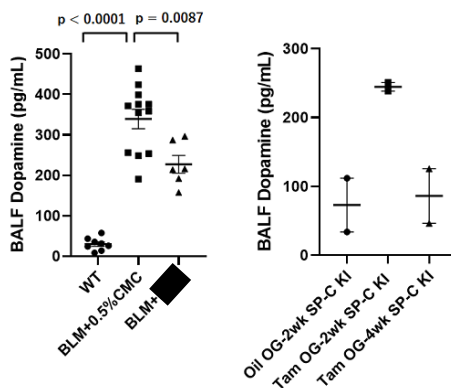 p < 0.0001 p = 0.0087
BALF Dopamine (pg/mL)
500
400
300
200
100
0
WT
BLM+0.5%CMC
BLM+
BALF Dopamine (pg/mL)
300
200
100
0
Oil OG-2wk SP-C KI
Tam OG-2wk SP-C KI
Tam OG-4wk SP-C KI